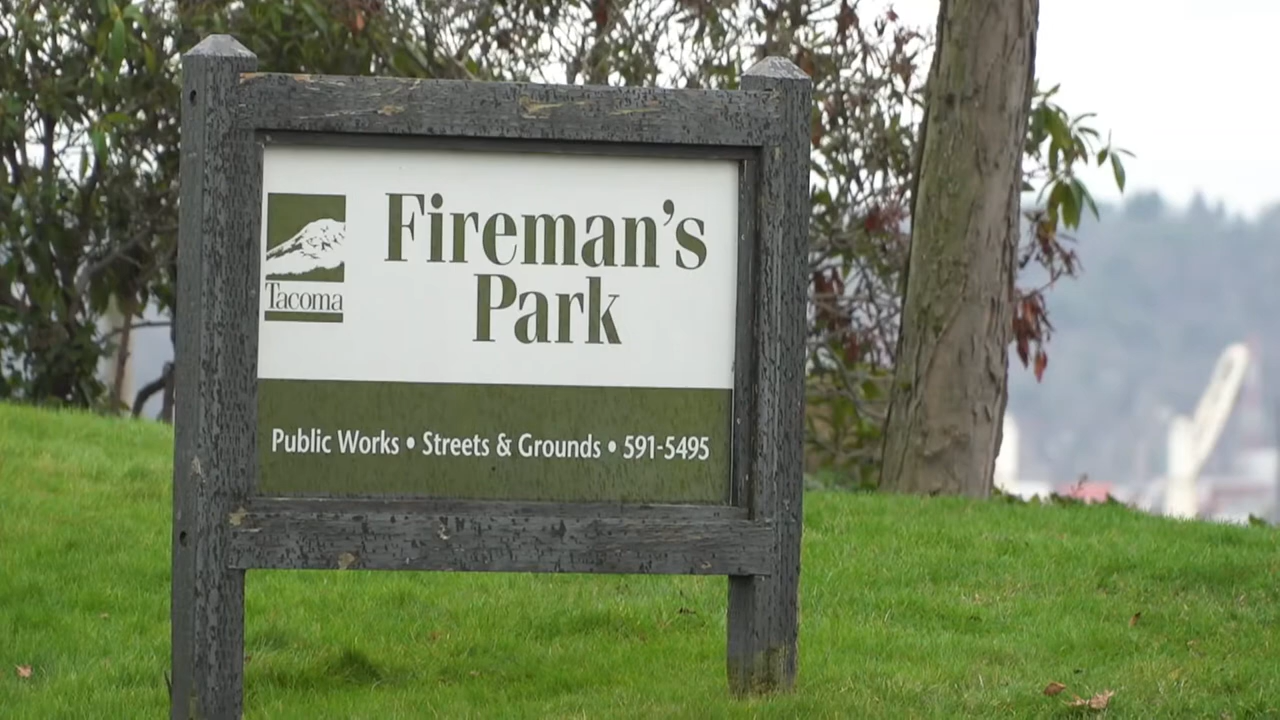 Fireman's
Park
Tacoma
Public Works • Streets & Grounds • 591-5495